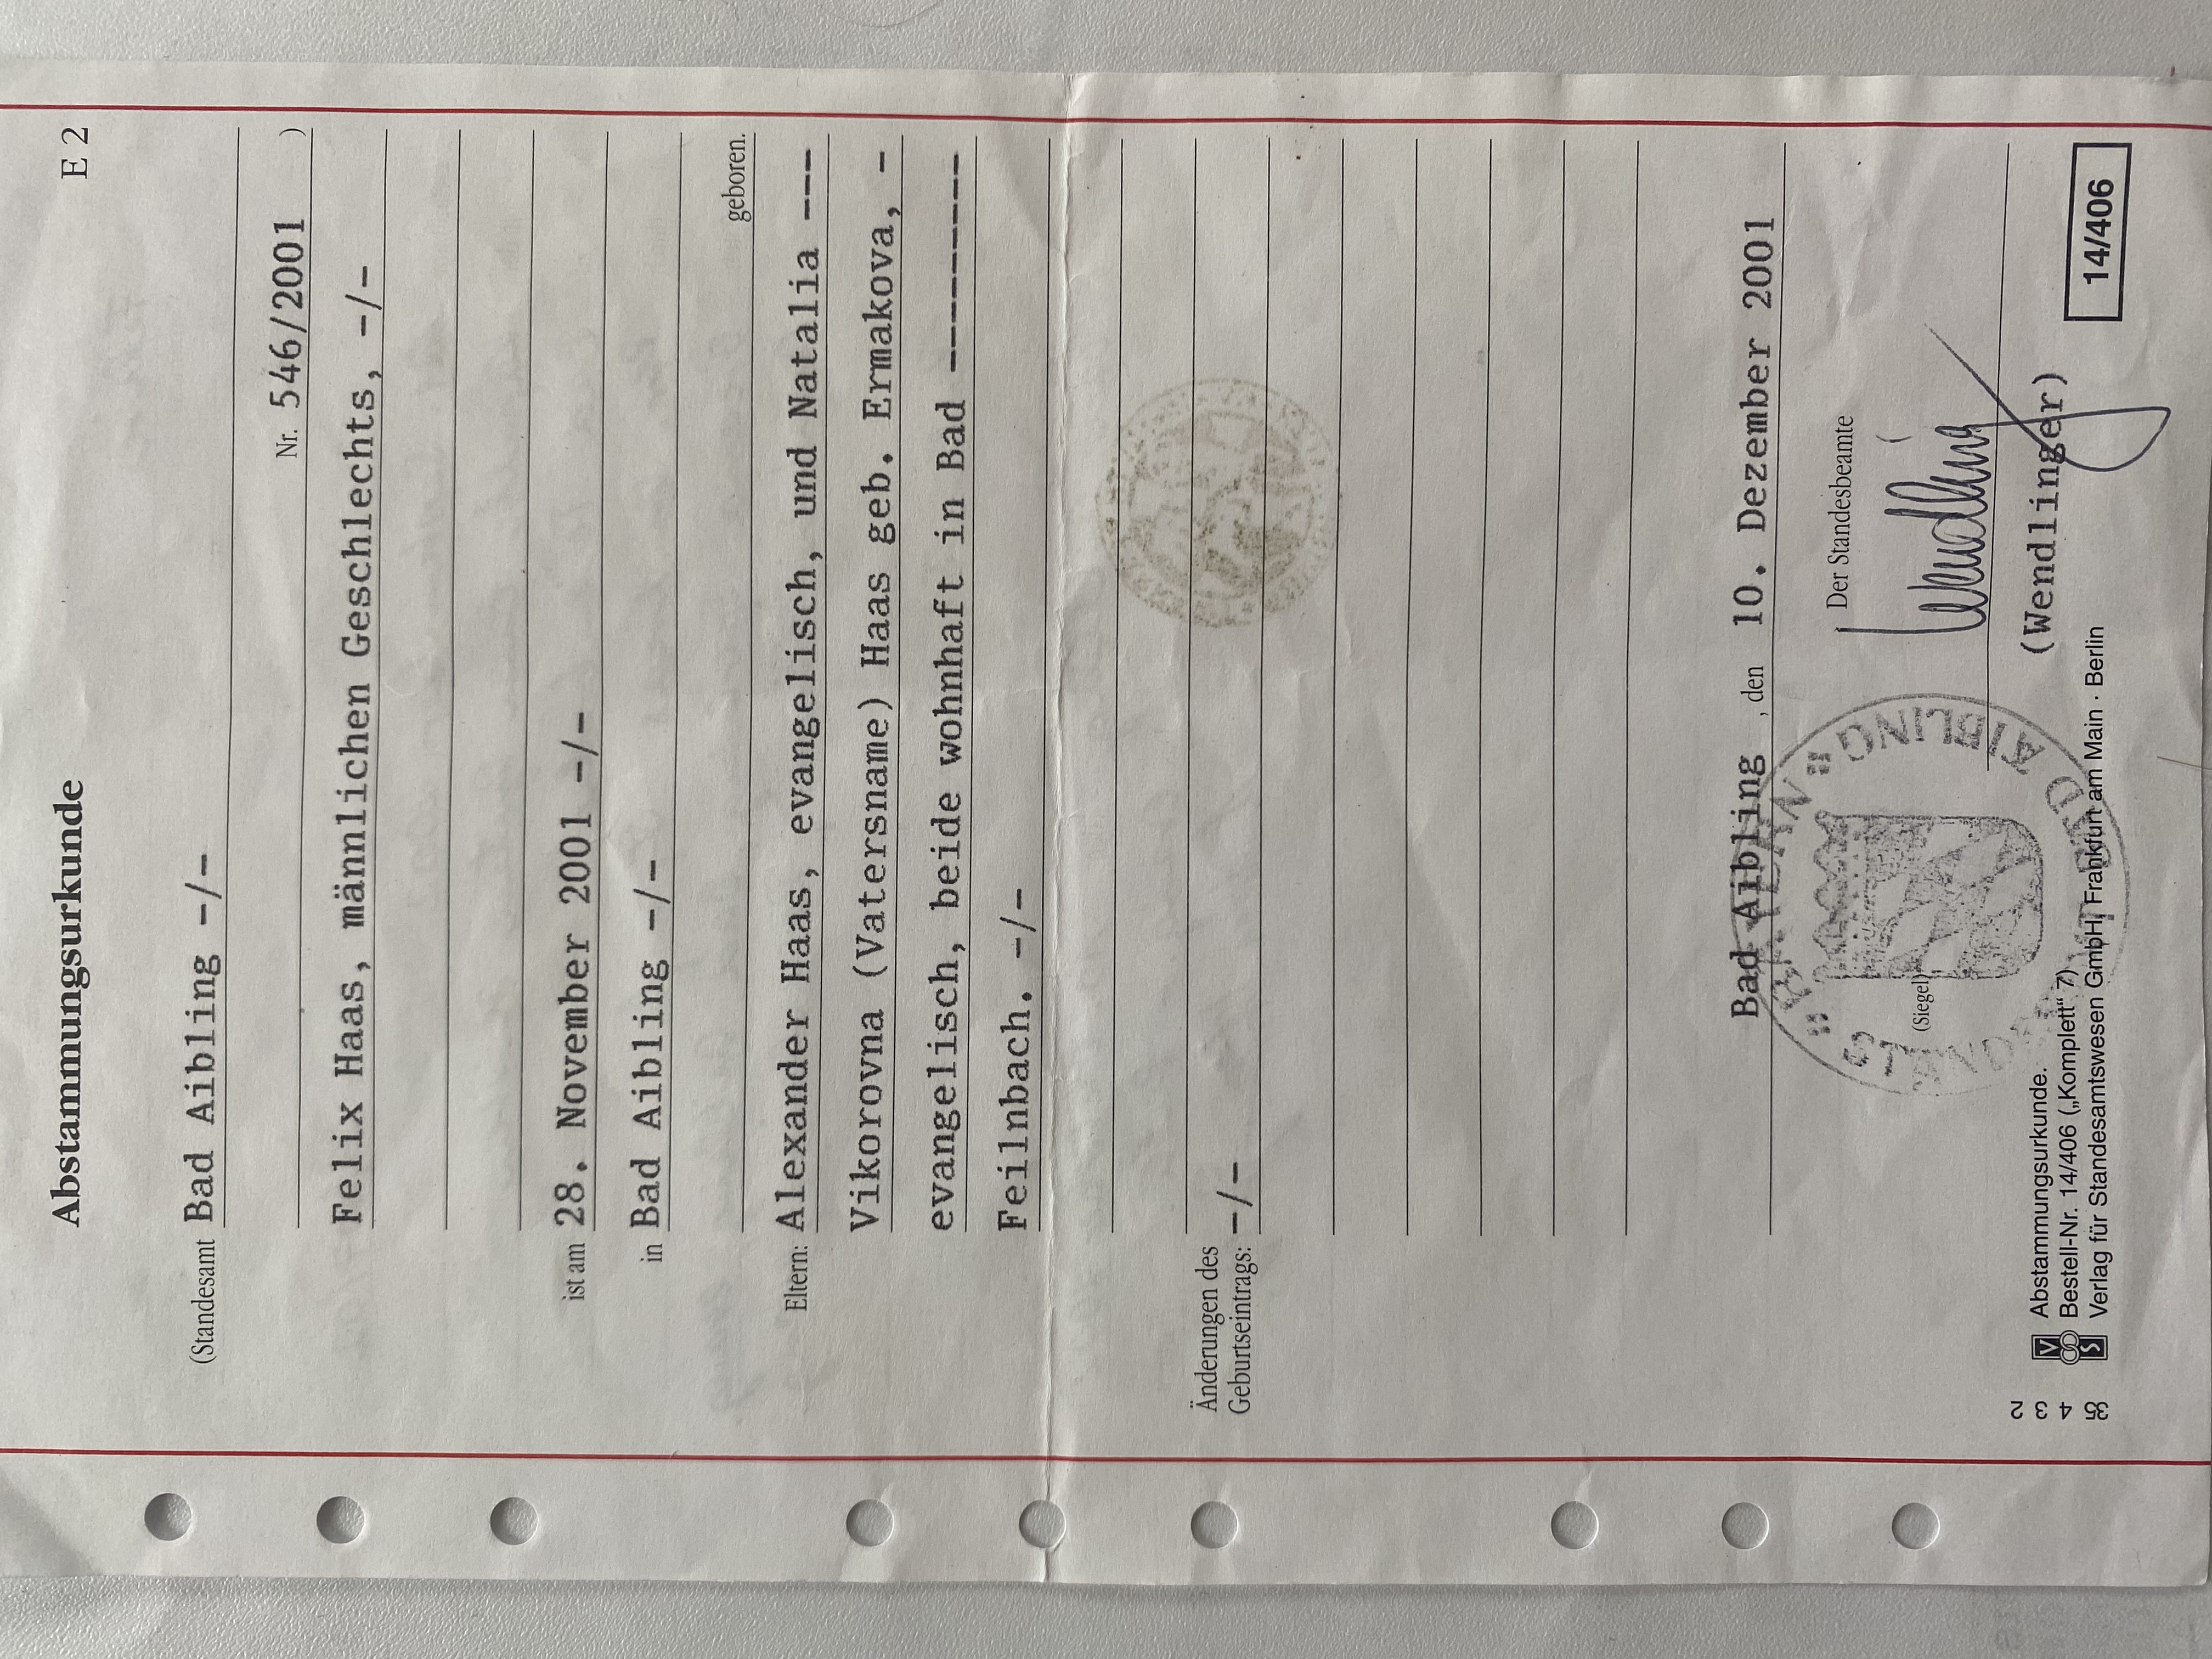 Abstammungsurkunde
E 2
(Standesamt Bad Aibling -/-
Nr. 546/2001 )
Felix Haas, männlichen Geschlechts, -/-
ist am 28. November 2001 -/-
in Bad Aibling -/-
geboren.
Eltern: Alexander Haas, evangelisch, und Natalia ---
Vikorovna (Vatersname) Haas geb. Ermakova, -
evangelisch, beide wohnhaft in Bad ---------
Feilnbach. -/-
Änderungen des
Geburtseintrags: -/-
Bad Aibling , den 10. Dezember 2001
BAYERN
STANDESAMT BAD AIBLING
Der Standesbeamte
(Siegel)
Wendling
(Wendlinger)
35 4 3 2
V
S
Abstammungsurkunde.
Bestell-Nr. 14/406 („Komplett“ 7)
Verlag für Standesamtswesen GmbH, Frankfurt am Main · Berlin
14/406